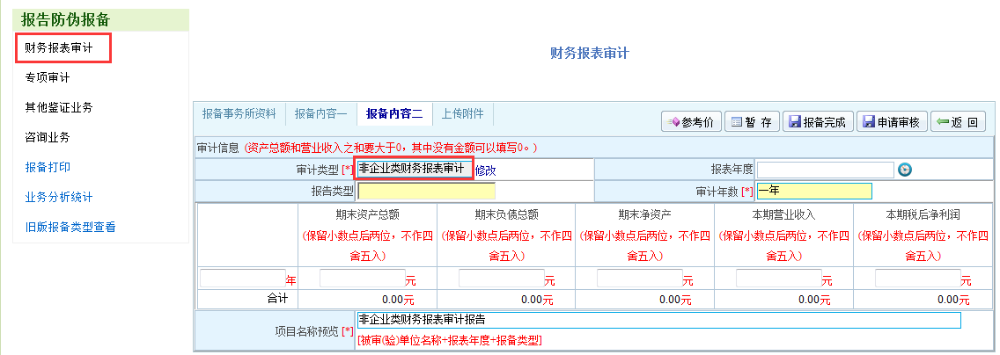 报告防伪报备
财务报表审计
专项审计
其他鉴证业务
咨询业务
报备打印
业务分析统计
旧版报备类型查看
财务报表审计
报备事务所资料 报备内容一 报备内容二 上传附件
参考价 暂 存 报备完成 申请审核 返 回
审计信息 (资产总额和营业收入之和要大于0，其中没有金额可以填写0。)
审计类型 [*] 非企业类财务报表审计 修改 报表年度
报告类型 审计年数 [*] 一年
期末资产总额 期末负债总额 期末净资产 本期营业收入 本期税后净利润
(保留小数点后两位，不作四 (保留小数点后两位，不作四 (保留小数点后两位，不作四 (保留小数点后两位，不作四 (保留小数点后两位，不作四
舍五入) 舍五入) 舍五入) 舍五入) 舍五入)
年 元 元 元 元 元
合计 0.00元 0.00元 0.00元 0.00元 0.00元
项目名称预览 [*] 非企业类财务报表审计报告
[被审(验)单位名称+报表年度+报备类型]